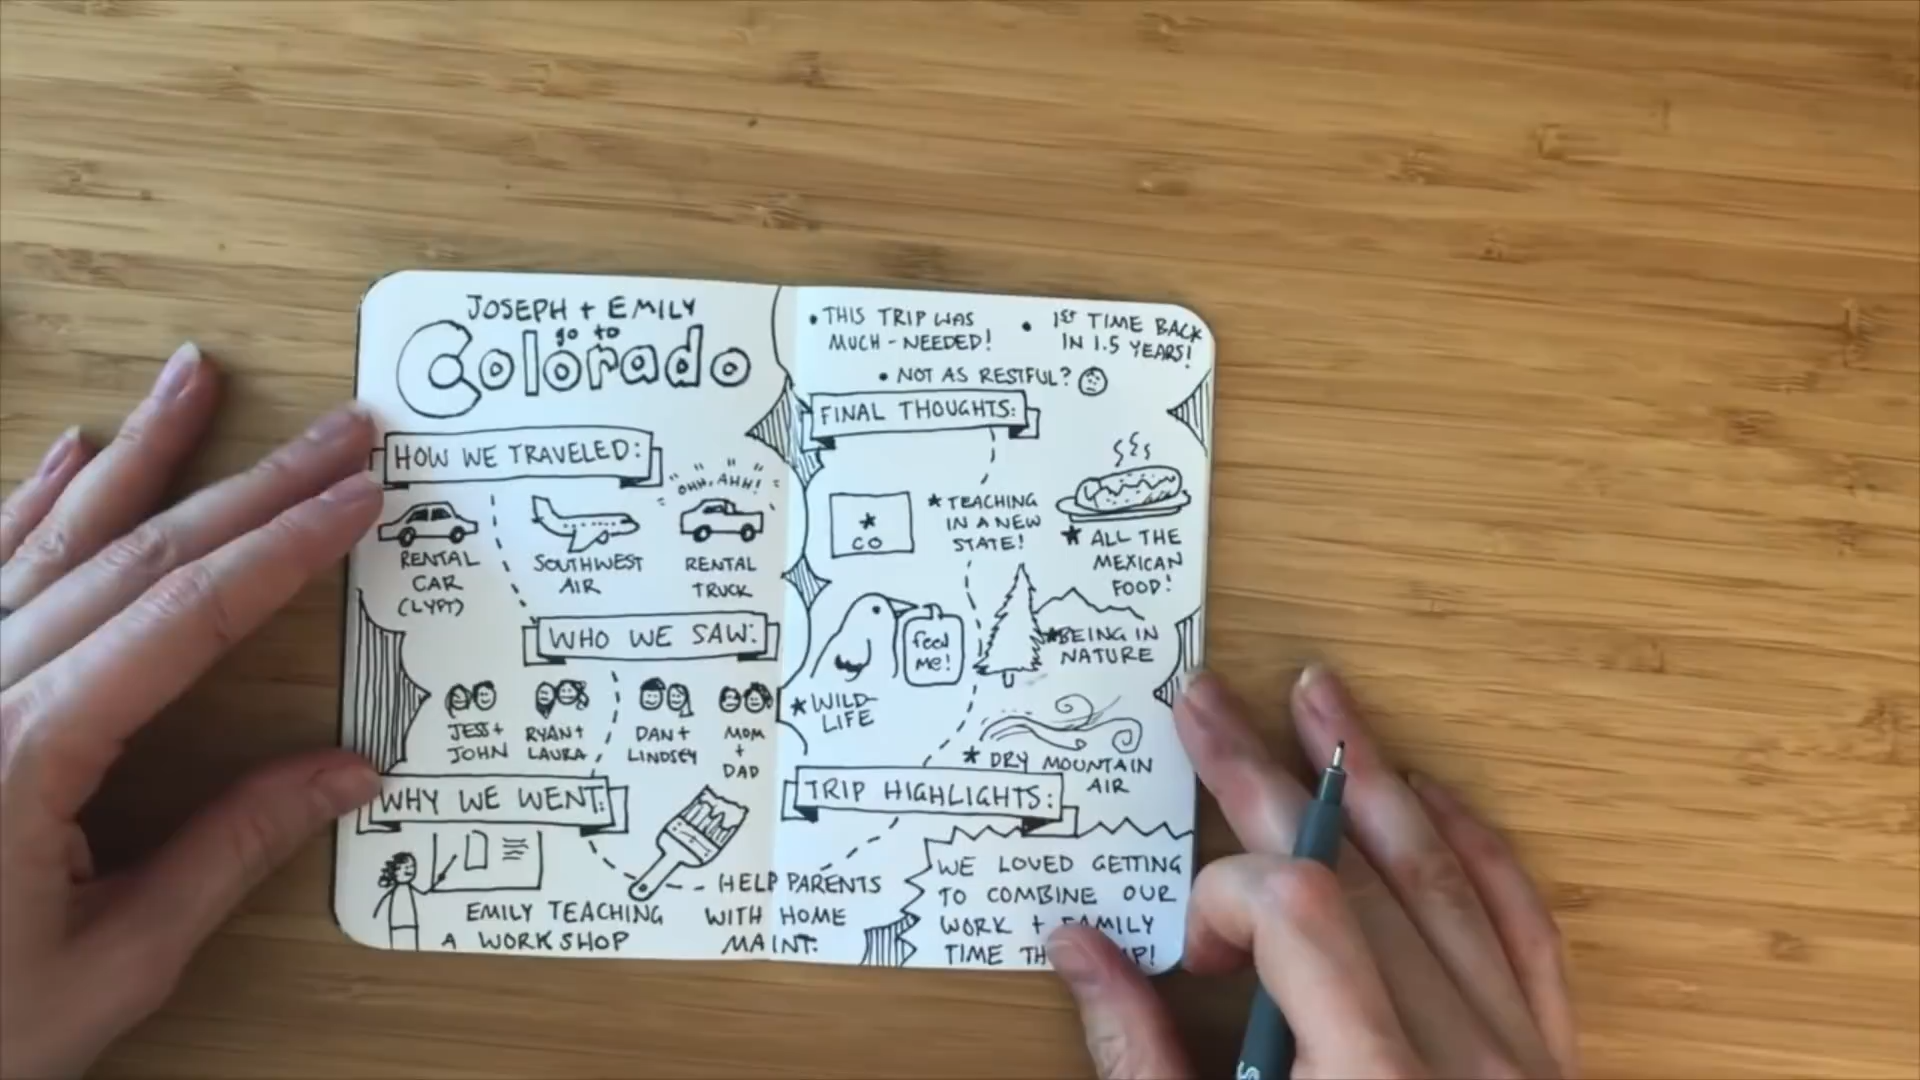 JOSEPH + EMILY
go to
Colorado
HOW WE TRAVELED:
RENTAL
CAR
(LYFT)
SOUTHWEST
AIR
"OHH, AHH!"
RENTAL
TRUCK
WHO WE SAW:
JESS +
JOHN
RYAN +
LAURA
DAN +
LINDSEY
MOM
+
DAD
WHY WE WENT:
EMILY TEACHING
A WORKSHOP
HELP PARENTS
WITH HOME
MAINT.
• THIS TRIP WAS
MUCH-NEEDED!
• 1ST TIME BACK
IN 1.5 YEARS!
• NOT AS RESTFUL?
FINAL THOUGHTS:
CO
* TEACHING
IN A NEW
STATE!
* ALL THE
MEXICAN
FOOD!
feed
me!
* WILD-
LIFE
* BEING IN
NATURE
* DRY MOUNTAIN
AIR
TRIP HIGHLIGHTS:
WE LOVED GETTING
TO COMBINE OUR
WORK + FAMILY
TIME